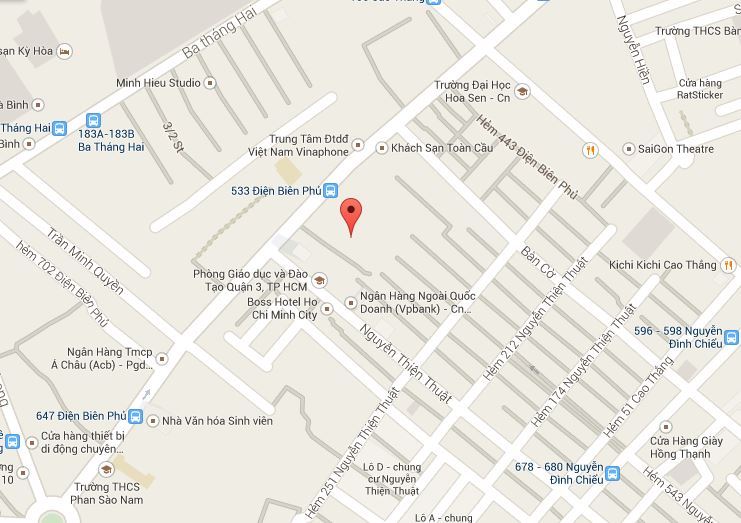 sạn Kỳ Hòa
Ba tháng Hai
Nguyễn Hiền
Trường THCS Bàn
Minh Hieu Studio
Trường Đại Học
Hoa Sen - Cn
Cửa hàng
RatSticker
à Bình
Tháng Hai
Bình
183A-183B
Ba Tháng Hai
3/2 St
Trung Tâm Đtdđ
Việt Nam Vinaphone
Khách Sạn Toàn Cầu
Hẻm 443 Điện Biên Phủ
SaiGon Theatre
533 Điện Biên Phủ
Trần Minh Quyền
hẻm 702 Điện Biên Phủ
Bàn Cờ
Kichi Kichi Cao Thắng
Phòng Giáo dục và Đào
Tạo Quận 3, TP HCM
Boss Hotel Ho
Chi Minh City
Ngân Hàng Ngoài Quốc
Doanh (Vpbank) - Cn...
Nguyễn Thiện Thuật
Hẻm 212 Nguyễn Thiện Thuật
596 - 598 Nguyễn
Đình Chiểu
Ngân Hàng Tmcp
Á Châu (Acb) - Pgd...
Hẻm 174 Nguyễn Thiện Thuật
Hẻm 51 Cao Thắng
647 Điện Biên Phủ
Nhà Văn hóa Sinh viên
Cửa hàng thiết bị
di động chuyên...
Hẻm 251 Nguyễn Thiện Thuật
Cửa Hàng Giày
Hồng Thanh
Lô D - chung
cư Nguyễn
Thiện Thuật
678 - 680 Nguyễn
Đình Chiểu
Hẻm 543 Nguyễn
110
Trường THCS
Phan Sào Nam
Lô A - chung